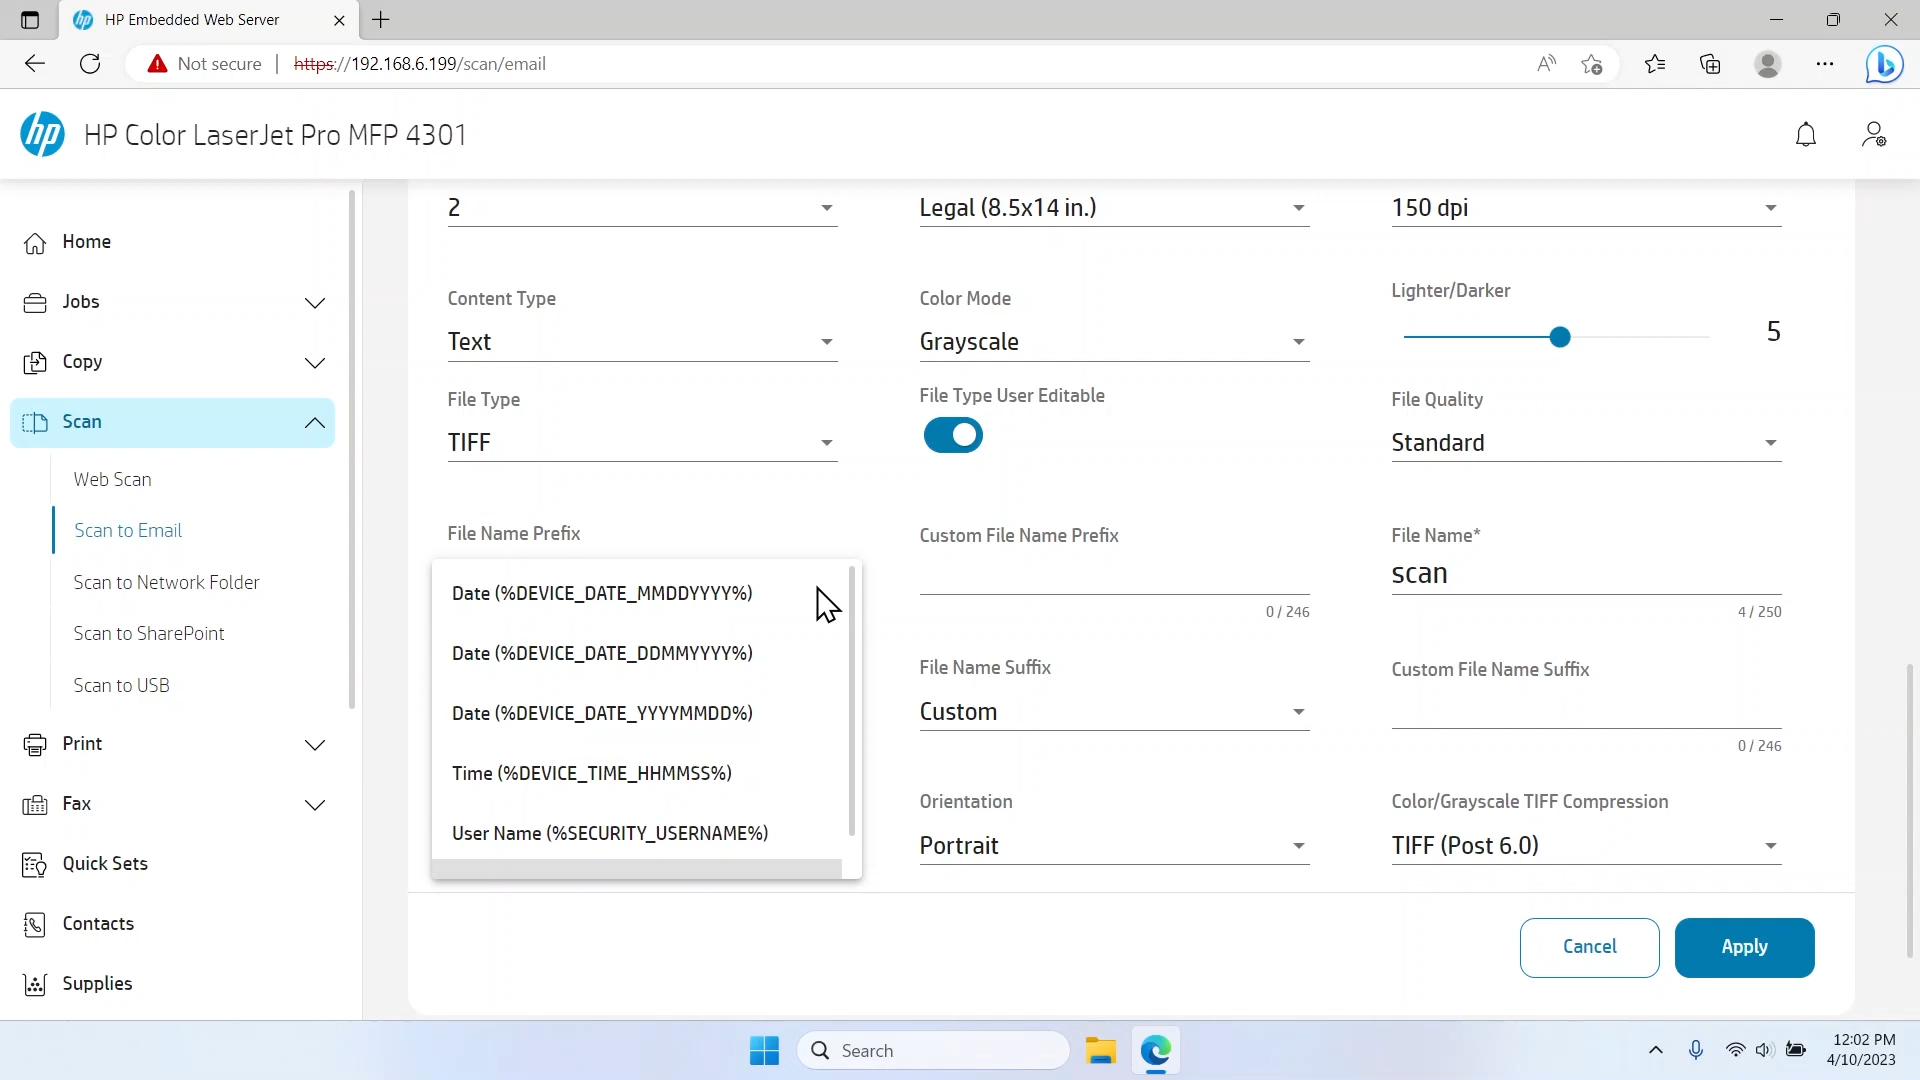 HP Embedded Web Server
Not secure
https://192.168.6.199/scan/email
hp
HP Color LaserJet Pro MFP 4301
Home
Jobs
Copy
Scan
Web Scan
Scan to Email
Scan to Network Folder
Scan to SharePoint
Scan to USB
Print
Fax
Quick Sets
Contacts
Supplies
2
Legal (8.5x14 in.)
150 dpi
Content Type
Color Mode
Lighter/Darker
Text
Grayscale
5
File Type
File Type User Editable
File Quality
TIFF
Standard
File Name Prefix
Custom File Name Prefix
File Name*
scan
0 / 246
4 / 250
Date (%DEVICE_DATE_MMDDYYYY%)
Date (%DEVICE_DATE_DDMMYYYY%)
Date (%DEVICE_DATE_YYYYMMDD%)
Time (%DEVICE_TIME_HHMMSS%)
User Name (%SECURITY_USERNAME%)
File Name Suffix
Custom File Name Suffix
Custom
0 / 246
Orientation
Color/Grayscale TIFF Compression
Portrait
TIFF (Post 6.0)
Cancel
Apply
Search
12:02 PM
4/10/2023